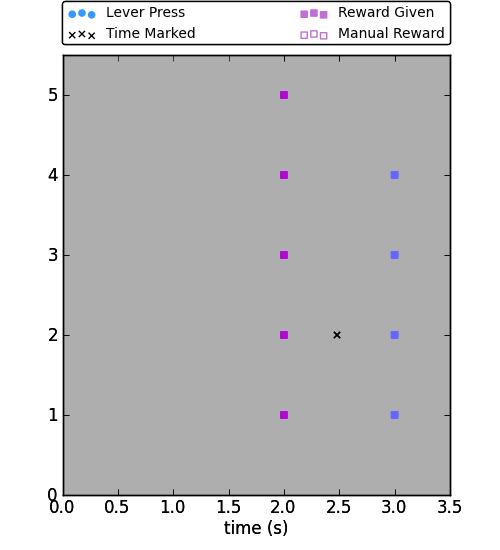 Lever Press
Reward Given
Time Marked
Manual Reward
5
4
3
2
1
0
0.0 0.5 1.0 1.5 2.0 2.5 3.0 3.5
time (s)